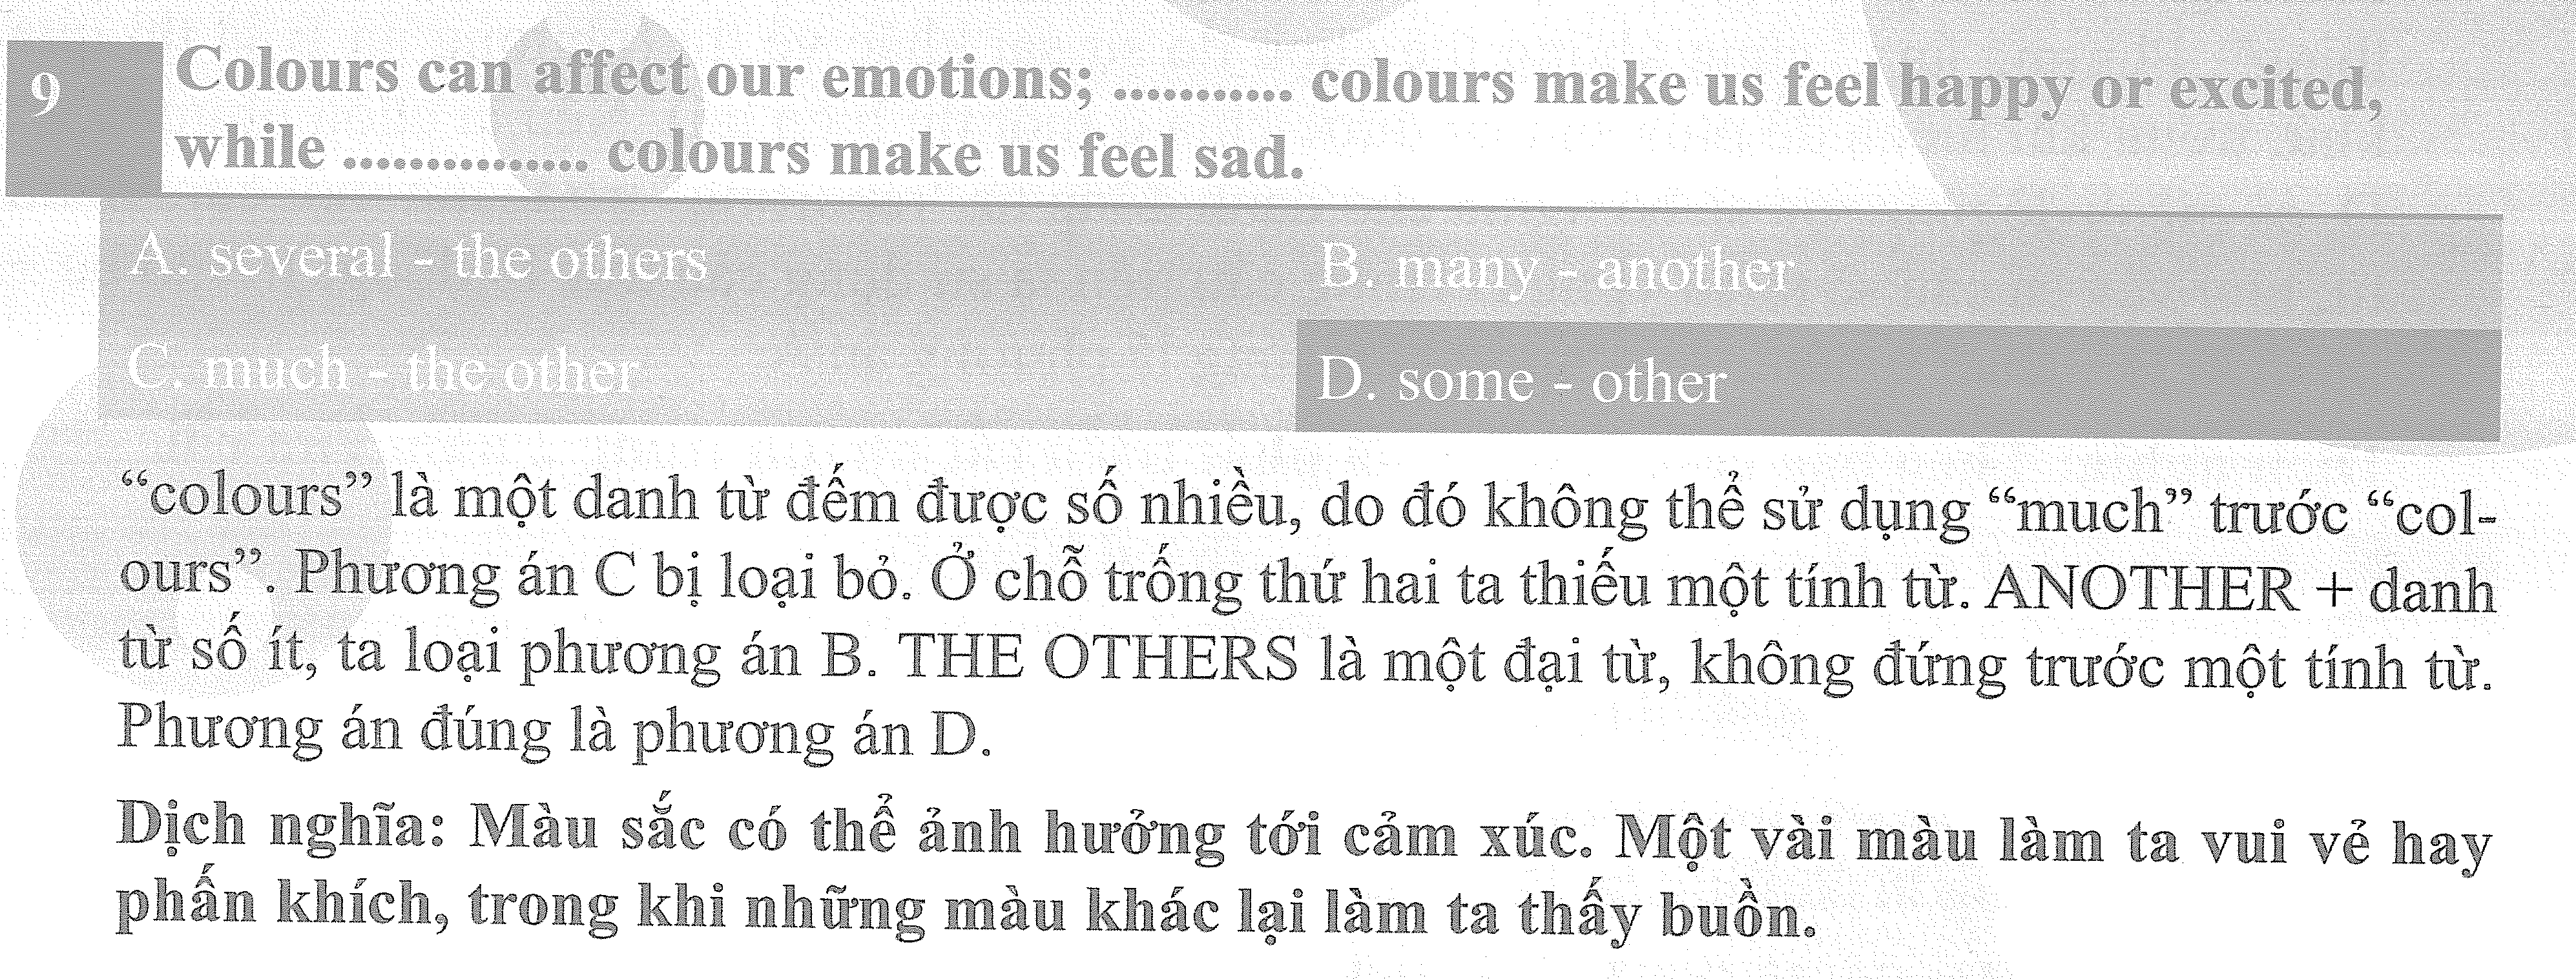 9
Colours can affect our emotions; ........... colours make us feel happy or excited,
while ............... colours make us feel sad.
A. several - the others
B. many - another
C. much - the other
D. some - other
“colours” là một danh từ đếm được số nhiều, do đó không thể sử dụng “much” trước “col-
ours”. Phương án C bị loại bỏ. Ở chỗ trống thứ hai ta thiếu một tính từ. ANOTHER + danh
từ số ít, ta loại phương án B. THE OTHERS là một đại từ, không đứng trước một tính từ.
Phương án đúng là phương án D.
Dịch nghĩa: Màu sắc có thể ảnh hưởng tới cảm xúc. Một vài màu làm ta vui vẻ hay
phấn khích, trong khi những màu khác lại làm ta thấy buồn.